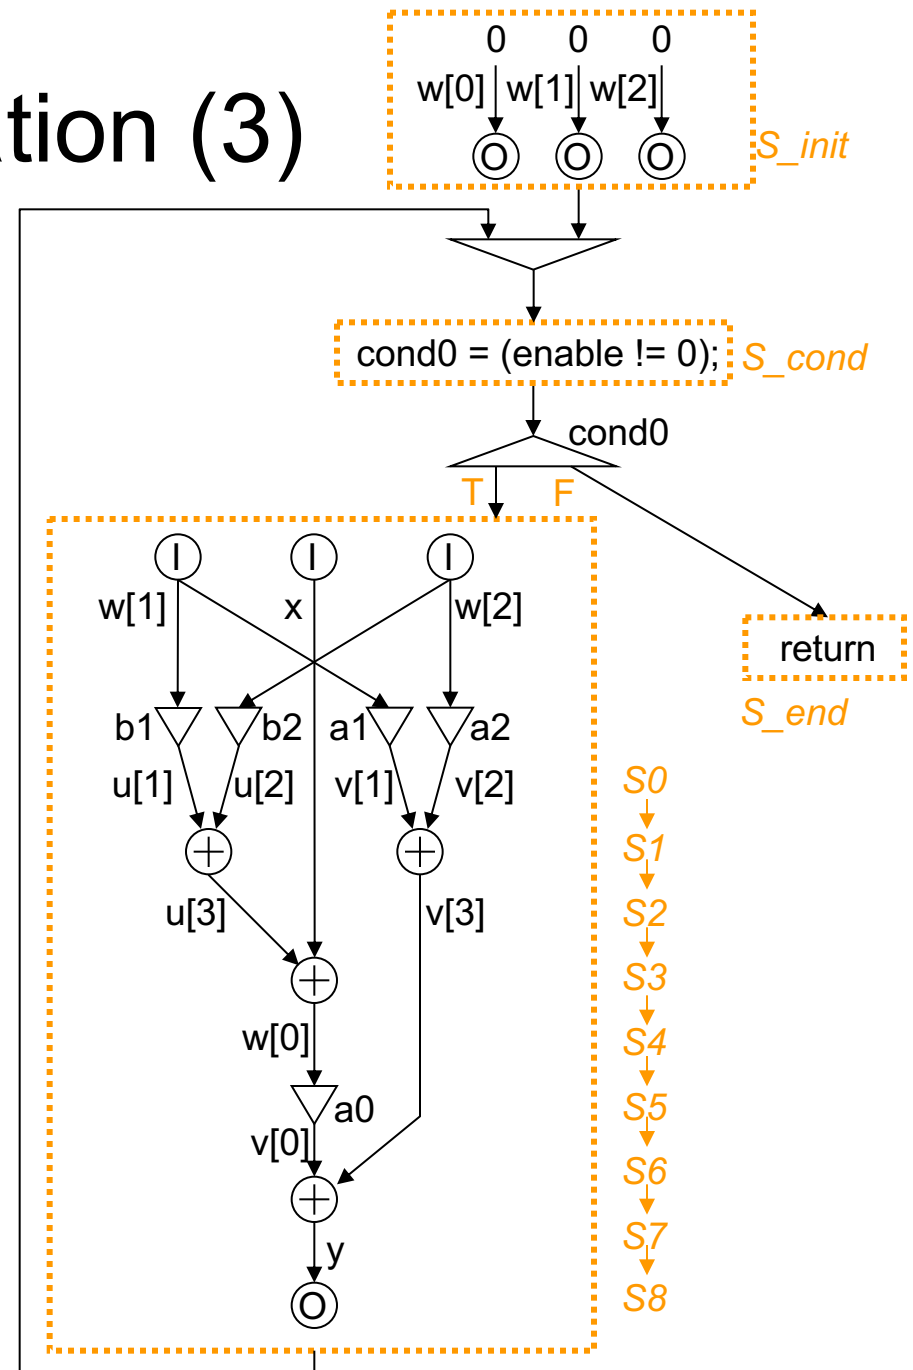 ation (3)
0 0 0
w[0] w[1] w[2]
O O O
S_init
cond0 = (enable != 0);
S_cond
cond0
T F
I I I
w[1] x w[2]
return
S_end
b1 b2 a1 a2
u[1] u[2] v[1] v[2]
S0
S1
u[3] v[3]
S2
S3
w[0]
S4
a0
S5
v[0]
S6
y
S7
O
S8